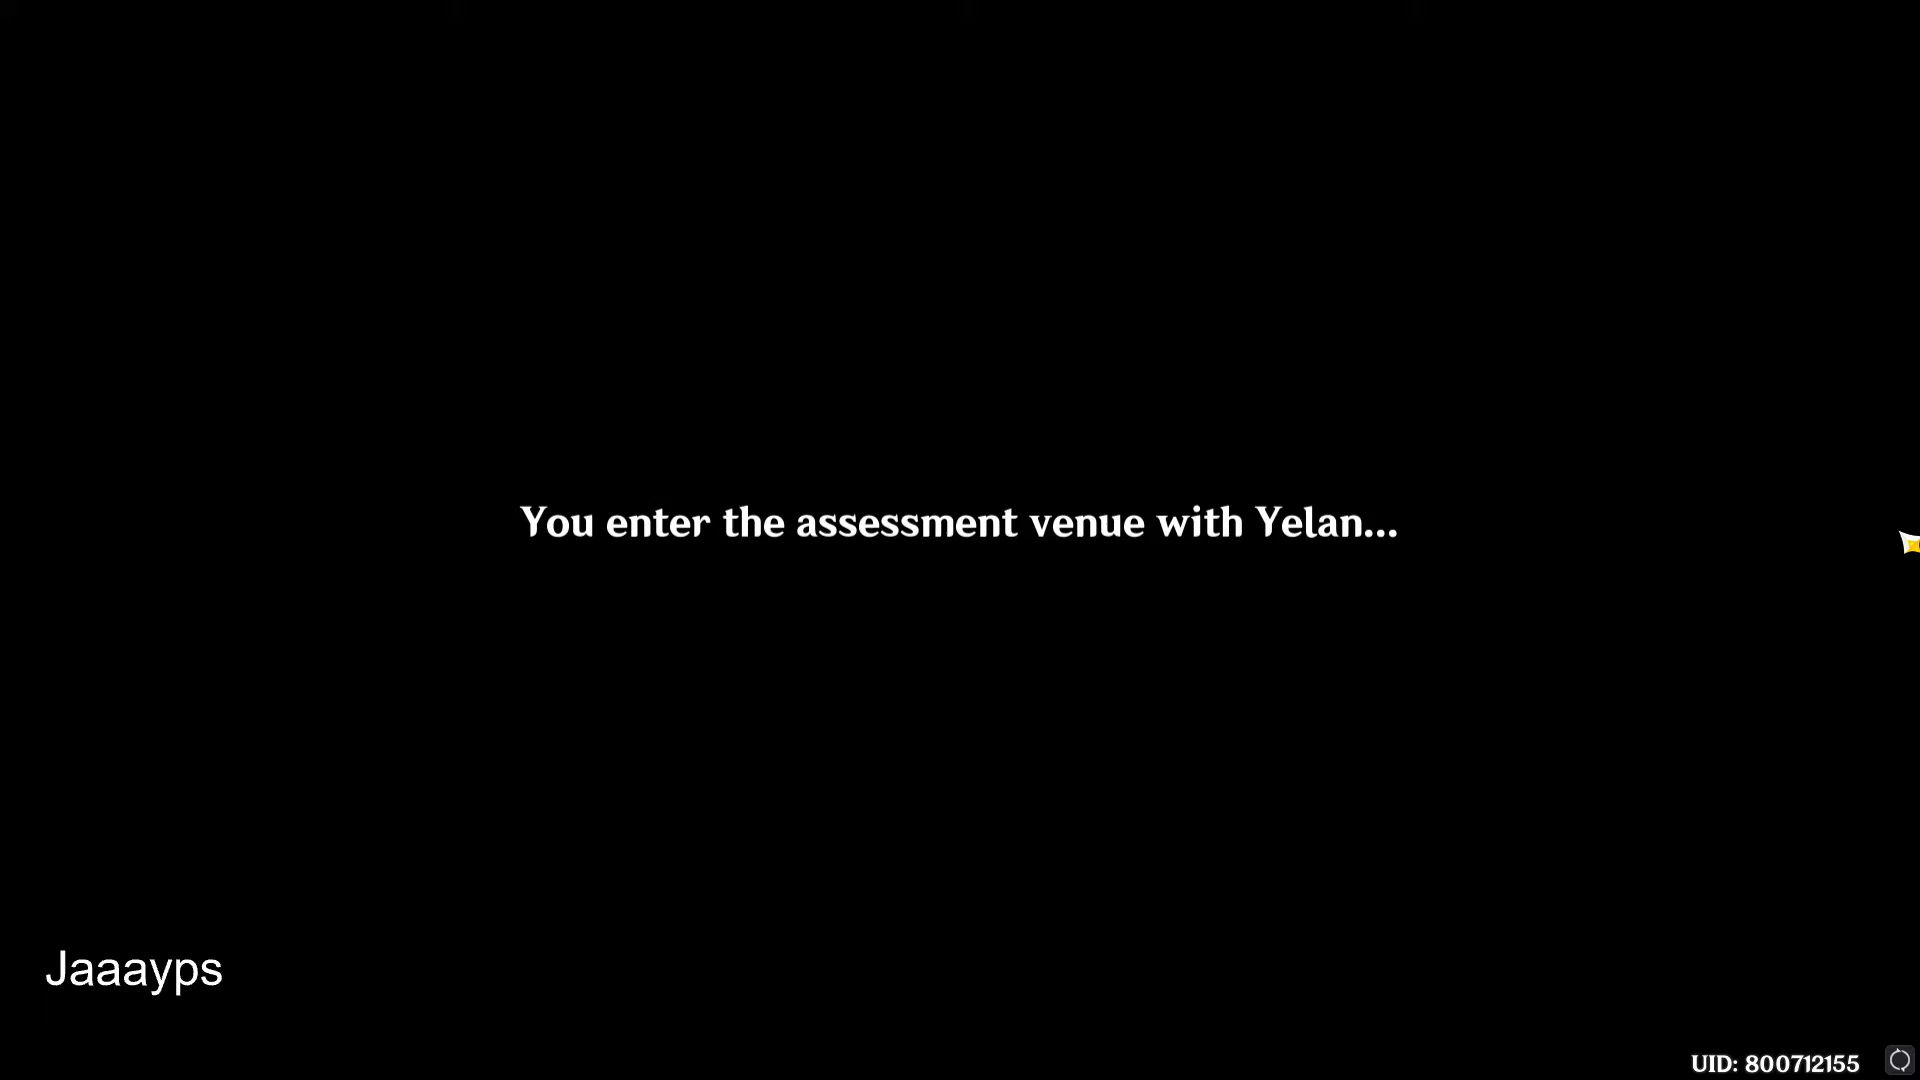 You enter the assessment venue with Yelan...
Jaaayps
UID: 800712155